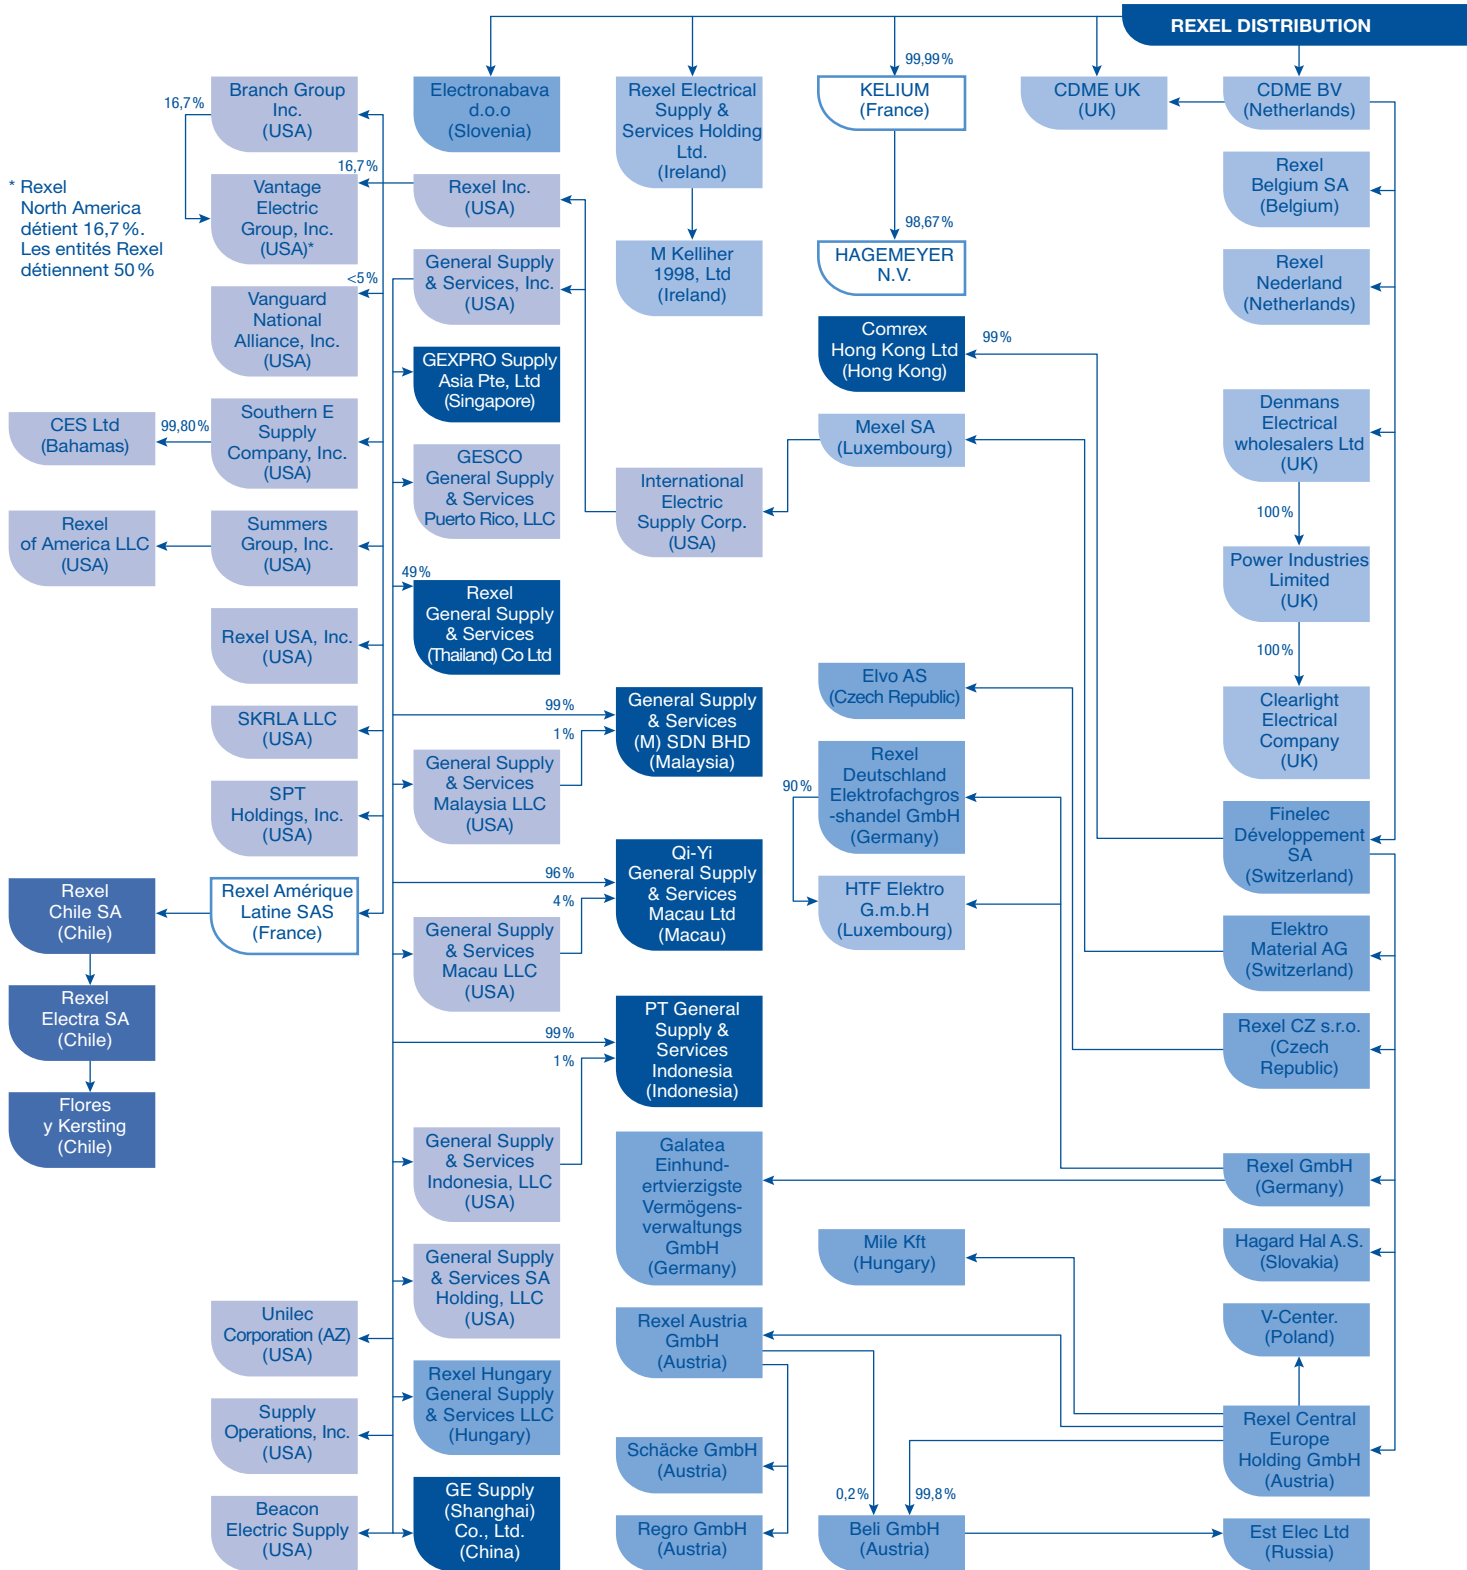 REXEL DISTRIBUTION
99,99%
Branch Group
Inc.
(USA)
16,7%
Electronabava
d.o.o
(Slovenia)
Rexel Electrical
Supply &
Services Holding
Ltd.
(Ireland)
KELIUM
(France)
CDME UK
(UK)
CDME BV
(Netherlands)
* Rexel
North America
détient 16,7%.
Les entités Rexel
détiennent 50%
16,7%
Vantage
Electric
Group, Inc.
(USA)*
Rexel Inc.
(USA)
Rexel
Belgium SA
(Belgium)
98,67%
General Supply
& Services, Inc.
(USA)
M Kelliher
1998, Ltd
(Ireland)
HAGEMEYER
N.V.
Rexel
Nederland
(Netherlands)
<5%
Vanguard
National
Alliance, Inc.
(USA)
GEXPRO Supply
Asia Pte, Ltd
(Singapore)
Comrex
Hong Kong Ltd
(Hong Kong)
99%
CES Ltd
(Bahamas)
99,80%
Southern E
Supply
Company, Inc.
(USA)
GESCO
General Supply
& Services
Puerto Rico, LLC
Mexel SA
(Luxembourg)
Denmans
Electrical
wholesalers Ltd
(UK)
International
Electric
Supply Corp.
(USA)
100%
Rexel
of America LLC
(USA)
Summers
Group, Inc.
(USA)
Power Industries
Limited
(UK)
49%
Rexel
General Supply
& Services
(Thailand) Co Ltd
Rexel USA, Inc.
(USA)
100%
Elvo AS
(Czech Republic)
Clearlight
Electrical
Company
(UK)
SKRLA LLC
(USA)
99%
1%
General Supply
& Services
(M) SDN BHD
(Malaysia)
General Supply
& Services
Malaysia LLC
(USA)
90%
Rexel
Deutschland
Elektrofachgros
-shandel GmbH
(Germany)
SPT
Holdings, Inc.
(USA)
Finelec
Développement
SA
(Switzerland)
96%
4%
Qi-Yi
General Supply
& Services
Macau Ltd
(Macau)
HTF Elektro
G.m.b.H
(Luxembourg)
Rexel
Chile SA
(Chile)
Rexel Amérique
Latine SAS
(France)
General Supply
& Services
Macau LLC
(USA)
Elektro
Material AG
(Switzerland)
Rexel
Electra SA
(Chile)
99%
1%
PT General
Supply &
Services
Indonesia
(Indonesia)
Rexel CZ s.r.o.
(Czech
Republic)
Flores
y Kersting
(Chile)
General Supply
& Services
Indonesia, LLC
(USA)
Galatea
Einhund-
ertvierzigste
Vermögens-
verwaltungs
GmbH
(Germany)
Rexel GmbH
(Germany)
Mile Kft
(Hungary)
Hagard Hal A.S.
(Slovakia)
General Supply
& Services SA
Holding, LLC
(USA)
Unilec
Corporation (AZ)
(USA)
Rexel Austria
GmbH
(Austria)
V-Center.
(Poland)
Rexel Hungary
General Supply
& Services LLC
(Hungary)
Supply
Operations, Inc.
(USA)
Schäcke GmbH
(Austria)
Rexel Central
Europe
Holding GmbH
(Austria)
0,2%
99,8%
Beacon
Electric Supply
(USA)
GE Supply
(Shanghai)
Co., Ltd.
(China)
Regro GmbH
(Austria)
Beli GmbH
(Austria)
Est Elec Ltd
(Russia)